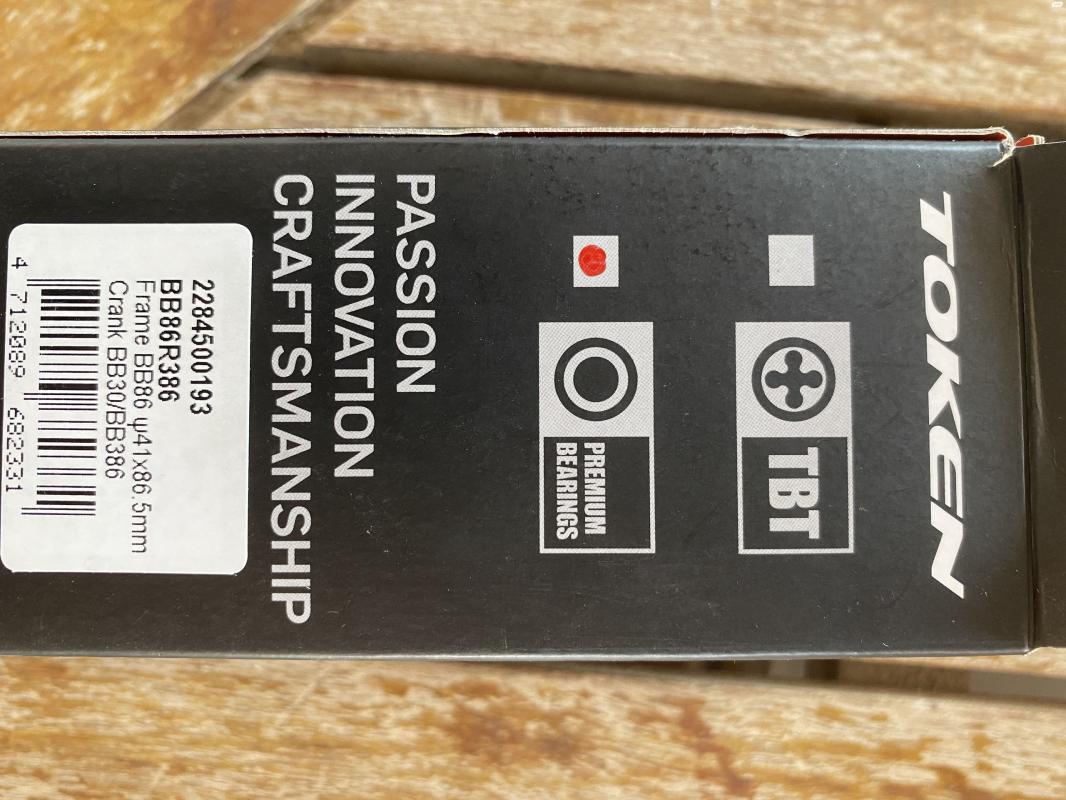 TOKEN
TBT
PREMIUM
BEARINGS
PASSION
INNOVATION
CRAFTSMANSHIP
2284500193
BB86R386
Frame BB86 ψ41x86.5mm
Crank BB30/BB386
4 712089 682331